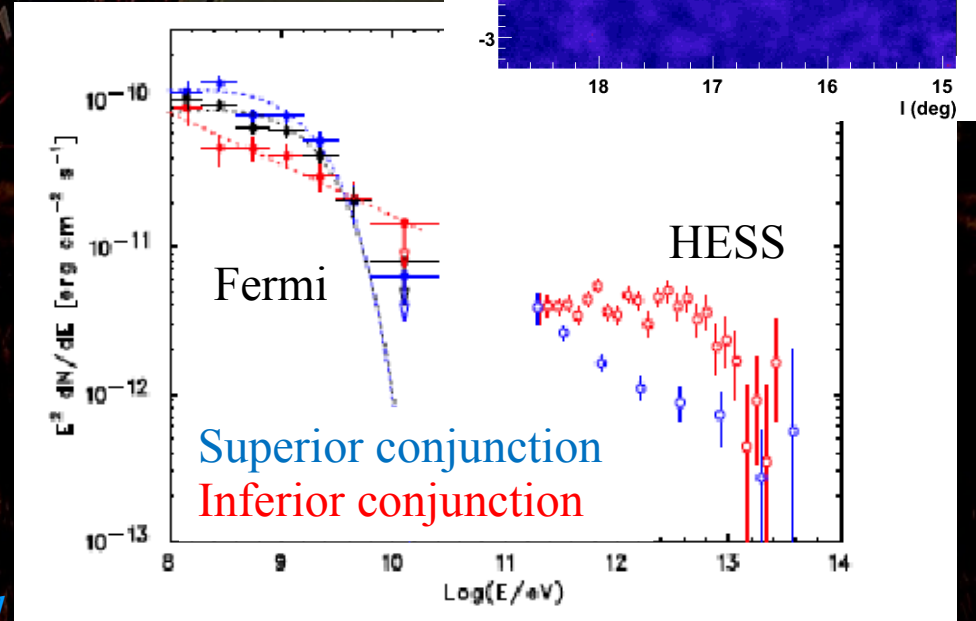 -3
18 17 16 15
l (deg)
10⁻¹⁰
10⁻¹¹
10⁻¹²
10⁻¹³
E² dN/dE [erg cm⁻² s⁻¹]
HESS
Fermi
Superior conjunction
Inferior conjunction
8 9 10 11 12 13 14
Log(E/eV)